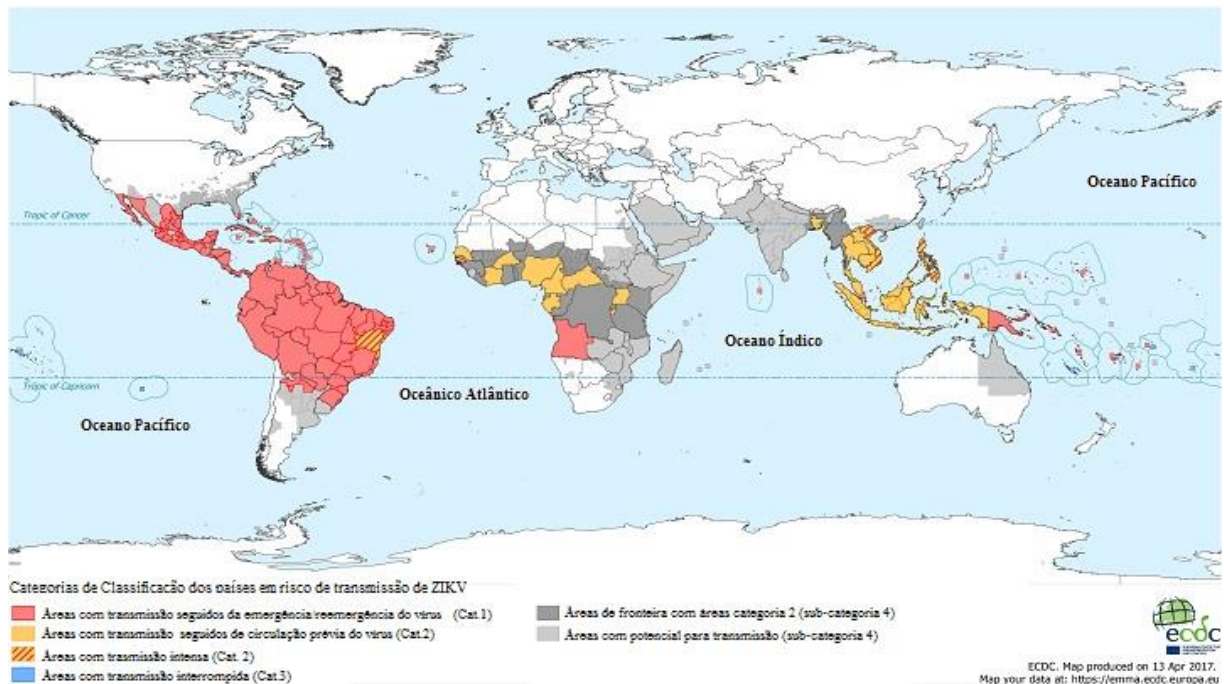 Oceano Pacífico
Tropic of Cancer
Oceano Índico
Tropic of Capricorn
Oceânico Atlântico
Oceano Pacífico
Categorias de Classificação dos países em risco de transmissão de ZIKV
Áreas com transmissão seguidos da emergência/reemergência do vírus (Cat.1)
Áreas com transmissão seguidos de circulação prévia do vírus (Cat.2)
Áreas com trasmissão intensa (Cat. 2)
Áreas com transmissão interrompida (Cat.3)
Áreas de fronteira com áreas categoria 2 (sub-categoria 4)
Áreas com potencial para transmissão (sub-categoria 4)
ecdc
ECDC. Map produced on 13 Apr 2017.
Map your data at: https://emma.ecdc.europa.eu